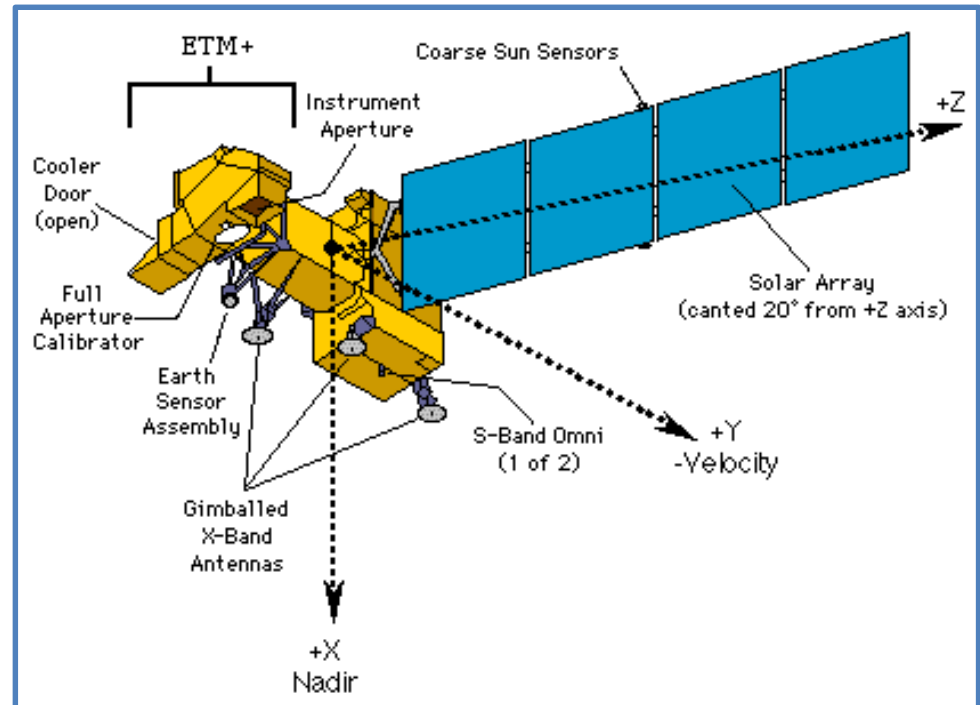 ETM+
Coarse Sun Sensors
Instrument
Aperture
+Z
Cooler
Door
(open)
Solar Array
(canted 20° from +Z axis)
Full
Aperture
Calibrator
Earth
Sensor
Assembly
S-Band Omni
(1 of 2)
+Y
-Velocity
Gimballed
X-Band
Antennas
+X
Nadir